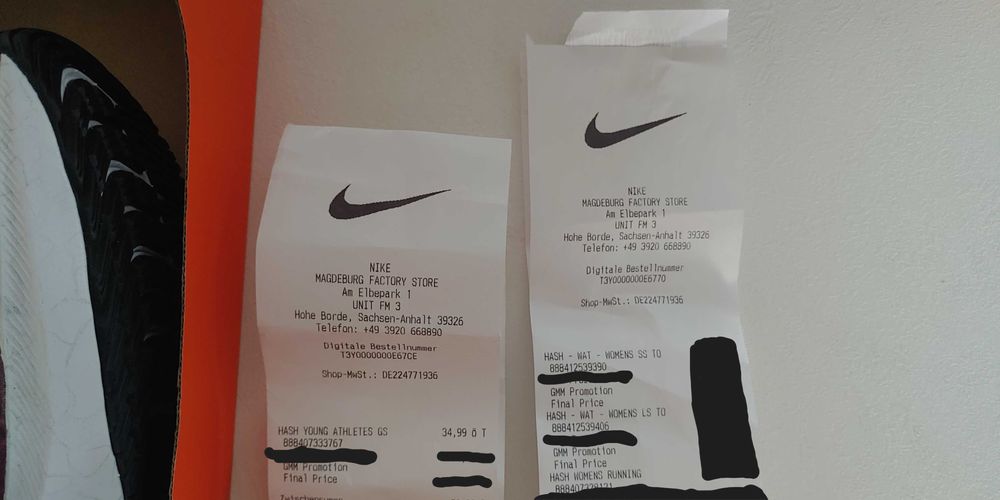 NIKE
MAGDEBURG FACTORY STORE
Am Elbepark 1
UNIT FM 3
Hohe Borde, Sachsen-Anhalt 39326
Telefon: +49 3920 668890
Digitale Bestellnummer
T3Y0000000E67CE
Shop-MwSt.: DE224771936
HASH YOUNG ATHLETES GS 34,99 ö T
888407333767
GMM Promotion
Final Price
NIKE
MAGDEBURG FACTORY STORE
Am Elbepark 1
UNIT FM 3
Hohe Borde, Sachsen-Anhalt 39326
Telefon: +49 3920 668890
Digitale Bestellnummer
T3Y0000000E6770
Shop-MwSt.: DE224771936
HASH - WAT - WOMENS SS TO
888412539390
GMM Promotion
Final Price
HASH - WAT - WOMENS LS TO
888412539406
GMM Promotion
Final Price
HASH WOMENS RUNNING